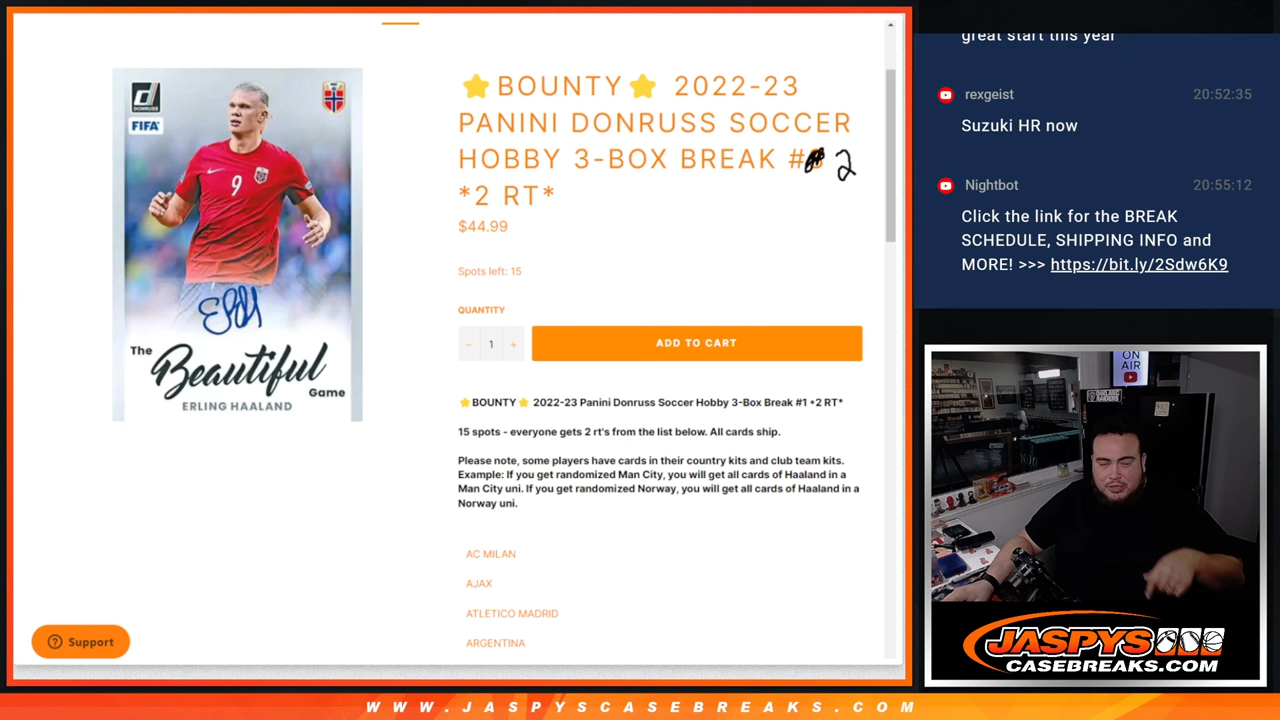 DONRUSS
FIFA
9
The
Beautiful
Game
ERLING HAALAND
⭐BOUNTY⭐ 2022-23
PANINI DONRUSS SOCCER
HOBBY 3-BOX BREAK # 2
*2 RT*
$44.99
Spots left: 15
QUANTITY
− 1 +
ADD TO CART
⭐BOUNTY⭐ 2022-23 Panini Donruss Soccer Hobby 3-Box Break #1 *2 RT*
15 spots - everyone gets 2 rt's from the list below. All cards ship.
Please note, some players have cards in their country kits and club team kits.
Example: If you get randomized Man City, you will get all cards of Haaland in a
Man City uni. If you get randomized Norway, you will get all cards of Haaland in a
Norway uni.
AC MILAN
AJAX
ATLETICO MADRID
ARGENTINA
Support
great start this year
rexgeist 20:52:35
Suzuki HR now
Nightbot 20:55:12
Click the link for the BREAK
SCHEDULE, SHIPPING INFO and
MORE! >>> https://bit.ly/2Sdw6K9
ON
AIR
RAIDERS
JASPYS
CASEBREAKS.COM
WWW.JASPYSCASEBREAKS.COM